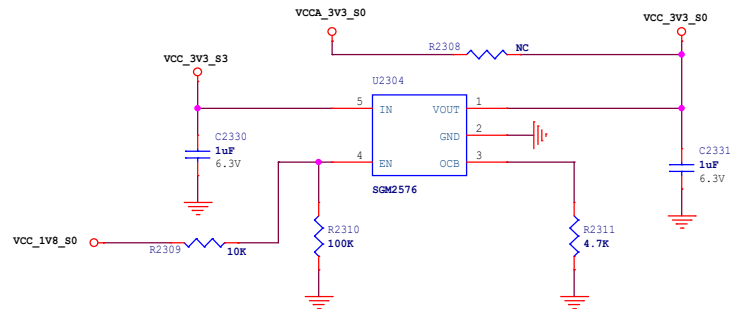 VCCA_3V3_S0
VCC_3V3_S0
R2308
NC
VCC_3V3_S3
U2304
5
IN
VOUT
1
GND
2
C2330
1uF
6.3V
4
EN
OCB
3
C2331
1uF
6.3V
SGM2576
R2310
100K
R2311
4.7K
VCC_1V8_S0
R2309
10K